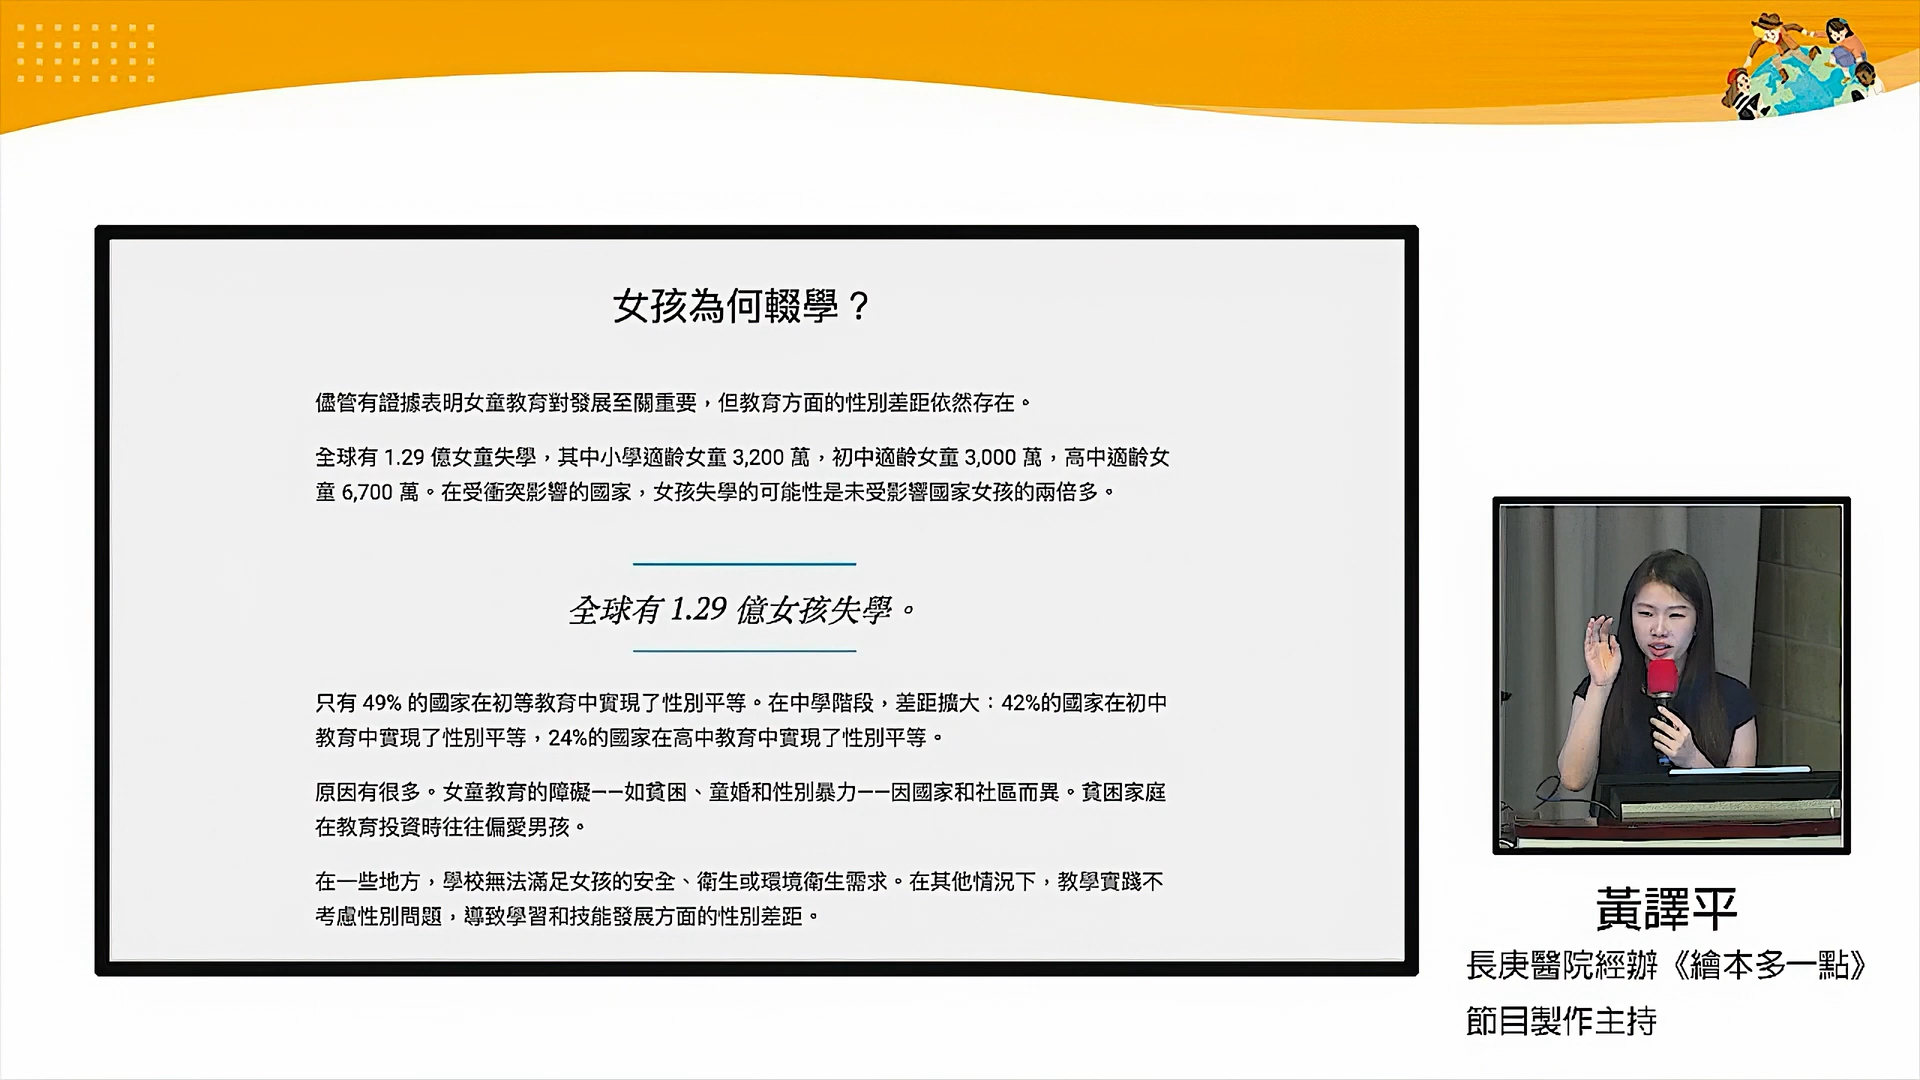 女孩為何輟學？
儘管有證據表明女童教育對發展至關重要，但教育方面的性別差距依然存在。
全球有 1.29 億女童失學，其中小學適齡女童 3,200 萬，初中適齡女童 3,000 萬，高中適齡女
童 6,700 萬。在受衝突影響的國家，女孩失學的可能性是未受影響國家女孩的兩倍多。
全球有 1.29 億女孩失學。
只有 49% 的國家在初等教育中實現了性別平等。在中學階段，差距擴大：42%的國家在初中
教育中實現了性別平等，24%的國家在高中教育中實現了性別平等。
原因有很多。女童教育的障礙——如貧困、童婚和性別暴力——因國家和社區而異。貧困家庭
在教育投資時往往偏愛男孩。
在一些地方，學校無法滿足女孩的安全、衛生或環境衛生需求。在其他情況下，教學實踐不
考慮性別問題，導致學習和技能發展方面的性別差距。
黃譯平
長庚醫院經辦《繪本多一點》
節目製作主持